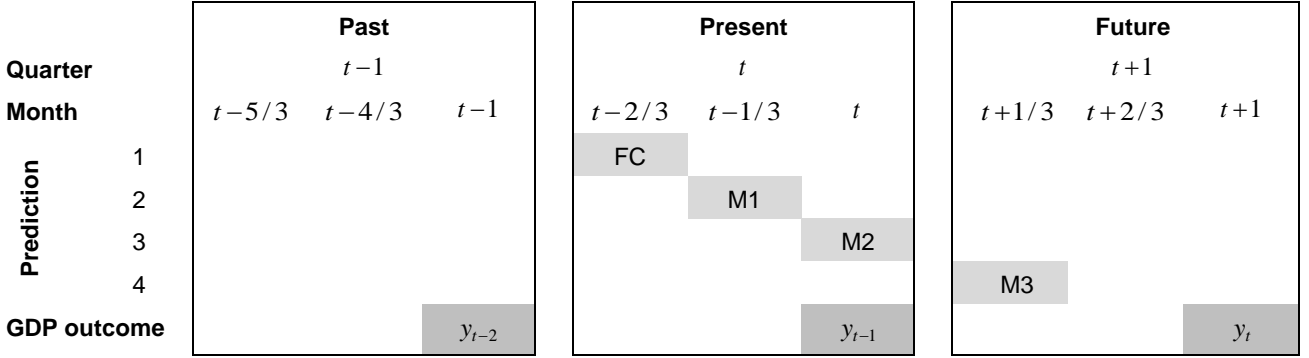 Past Present Future
Quarter t−1 t t+1
Month t−5/3 t−4/3 t−1 t−2/3 t−1/3 t t+1/3 t+2/3 t+1
Prediction
1 FC
2 M1
3 M2
4 M3
GDP outcome y_{t−2} y_{t−1} y_t